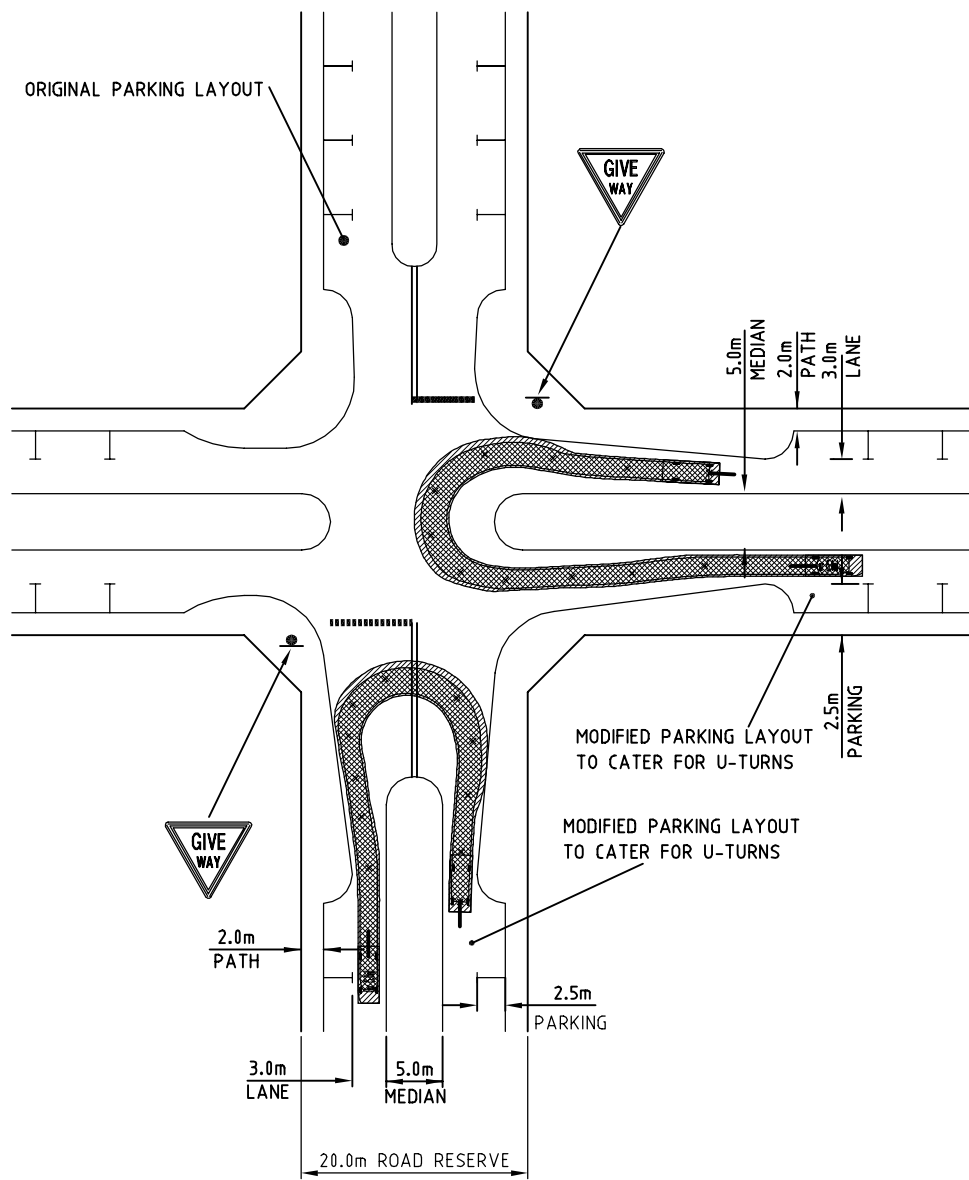 ORIGINAL PARKING LAYOUT
GIVE
WAY
5.0m
MEDIAN
2.0m
PATH
3.0m
LANE
2.5m
PARKING
MODIFIED PARKING LAYOUT
TO CATER FOR U-TURNS
MODIFIED PARKING LAYOUT
TO CATER FOR U-TURNS
GIVE
WAY
2.0m
PATH
2.5m
PARKING
3.0m
LANE
5.0m
MEDIAN
20.0m ROAD RESERVE